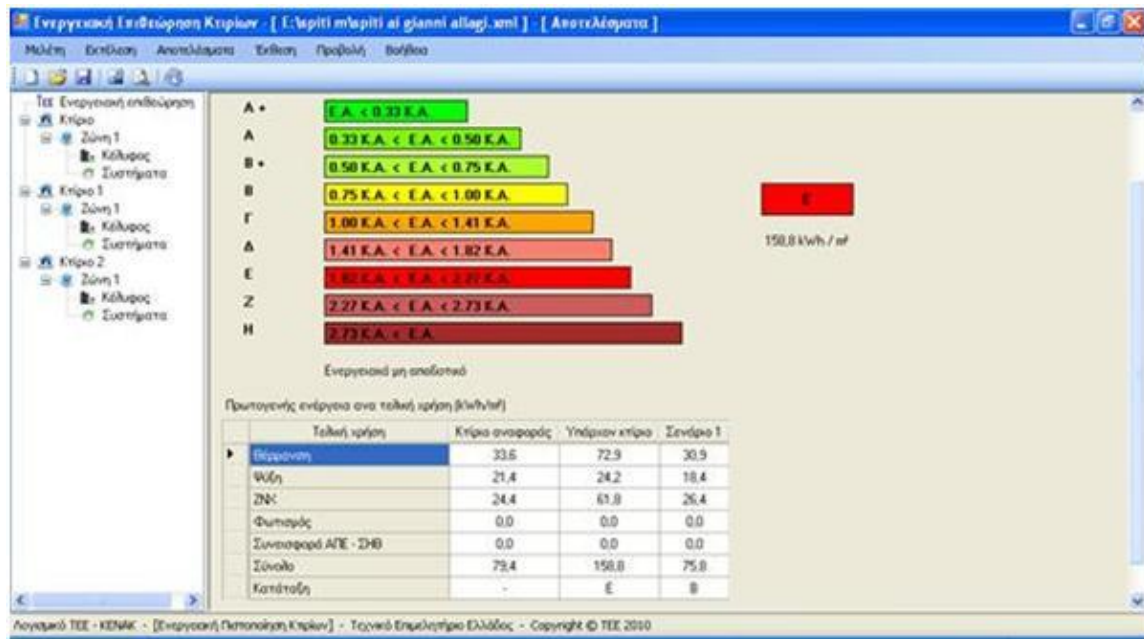 Ενεργειακή Επιθεώρηση Κτιρίων - [ E:\spiti m\spiti ai gianni allagi.xml ] - [ Αποτελέσματα ]
Μελέτη Εκτέλεση Αποτελέσματα Έκθεση Προβολή Βοήθεια
ΤΕΕ Ενεργειακή επιθεώρηση
Κτίριο
Ζώνη 1
Κέλυφος
Συστήματα
Κτίριο 1
Ζώνη 1
Κέλυφος
Συστήματα
Κτίριο 2
Ζώνη 1
Κέλυφος
Συστήματα
Α + Ε.Α. < 0.33 Κ.Α.
Α 0.33 Κ.Α. < Ε.Α. < 0.50 Κ.Α.
Β + 0.50 Κ.Α. < Ε.Α. < 0.75 Κ.Α.
Β 0.75 Κ.Α. < Ε.Α. < 1.00 Κ.Α.
Γ 1.00 Κ.Α. < Ε.Α. < 1.41 Κ.Α.
Δ 1.41 Κ.Α. < Ε.Α. < 1.82 Κ.Α.
Ε 1.82 Κ.Α. < Ε.Α. < 2.27 Κ.Α.
Ζ 2.27 Κ.Α. < Ε.Α. < 2.73 Κ.Α.
Η 2.73 Κ.Α. < Ε.Α.
Ε
158,8 kWh / m²
Ενεργειακά μη αποδοτικό
Πρωτογενής ενέργεια ανα τελική χρήση (kWh/m²)
Τελική χρήση Κτίριο αναφοράς Υπάρχον κτίριο Σενάριο 1
Θέρμανση 33,6 72,9 30,9
Ψύξη 21,4 24,2 18,4
ΖΝΧ 24,4 61,8 26,4
Φωτισμός 0,0 0,0 0,0
Συνεισφορά ΑΠΕ - ΣΗΘ 0,0 0,0 0,0
Σύνολο 79,4 158,8 75,8
Κατάταξη - Ε Β
Λογισμικό ΤΕΕ - ΚΕΝΑΚ - [Ενεργειακή Πιστοποίηση Κτιρίων] - Τεχνικό Επιμελητήριο Ελλάδος - Copyright © ΤΕΕ 2010